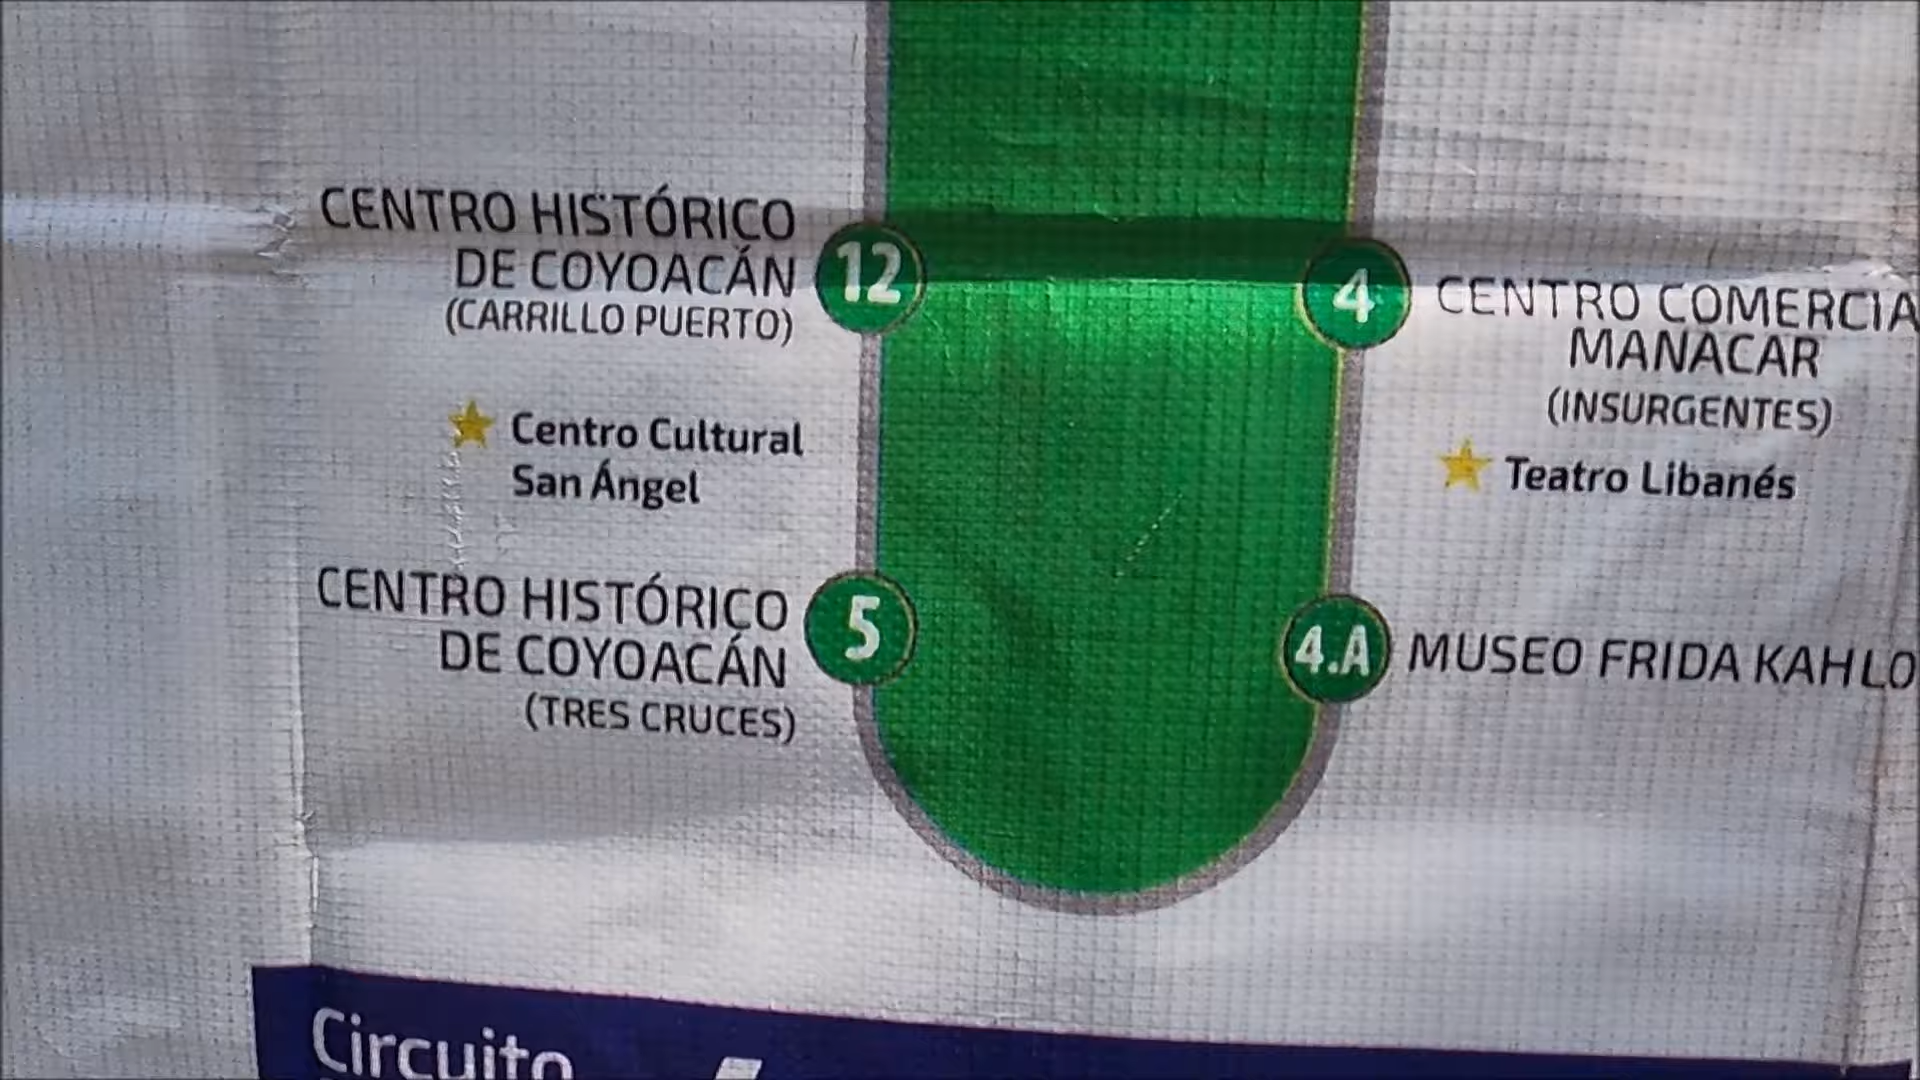 CENTRO HISTÓRICO
DE COYOACÁN
(CARRILLO PUERTO)
12
Centro Cultural
San Ángel
CENTRO HISTÓRICO
DE COYOACÁN
(TRES CRUCES)
5
4
CENTRO COMERCIA
MANACAR
(INSURGENTES)
Teatro Libanés
4.A
MUSEO FRIDA KAHLO
Circuito